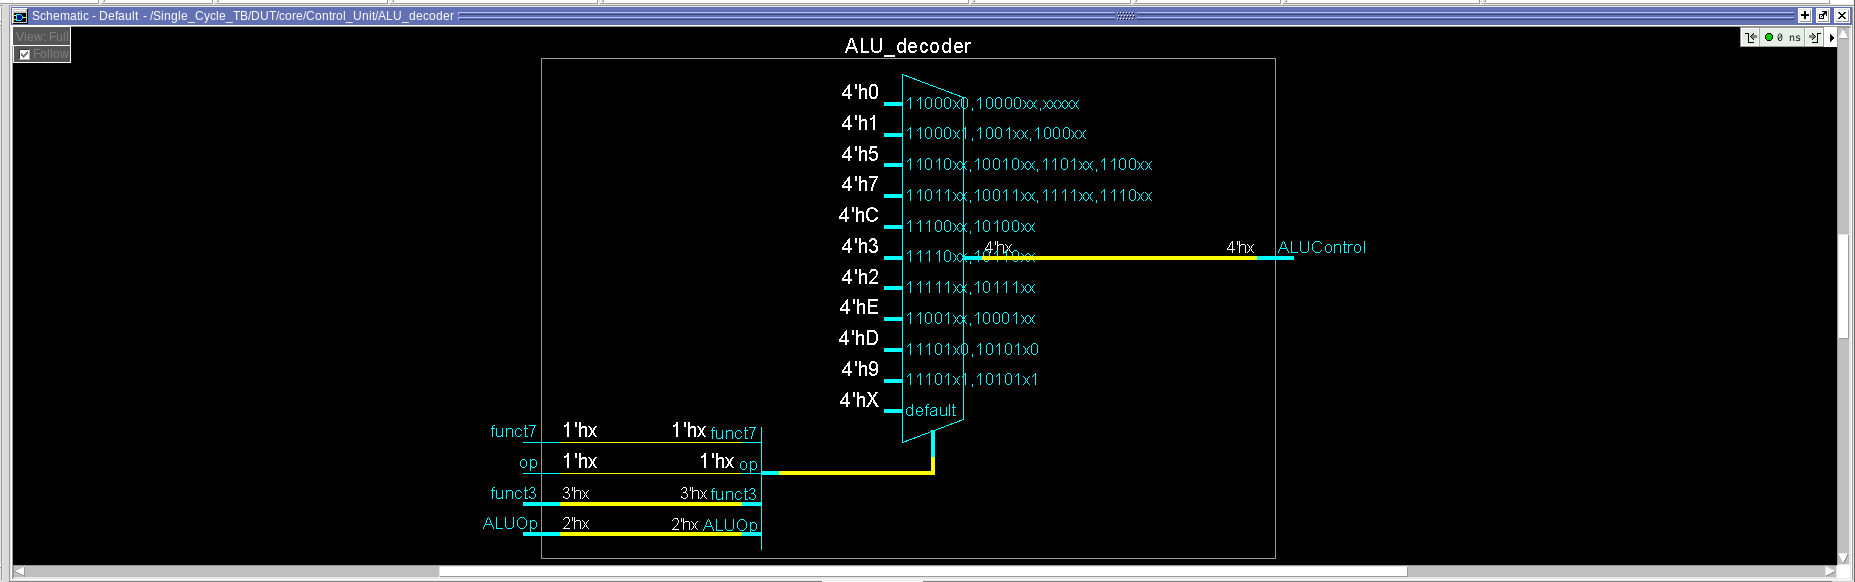 Schematic - Default - /Single_Cycle_TB/DUT/core/Control_Unit/ALU_decoder
View: Full
Follow
0 ns
ALU_decoder
4'h0 11000x0,10000xx,xxxxx
4'h1 11000x1,1001xx,1000xx
4'h5 11010xx,10010xx,1101xx,1100xx
4'h7 11011xx,10011xx,1111xx,1110xx
4'hC 11100xx,10100xx
4'hx 4'hx ALUControl
4'h3 11110xx,10110xx
4'h2 11111xx,10111xx
4'hE 11001xx,10001xx
4'hD 11101x0,10101x0
4'h9 11101x1,10101x1
4'hX default
funct7 1'hx 1'hx funct7
op 1'hx 1'hx op
funct3 3'hx 3'hx funct3
ALUOp 2'hx 2'hx ALUOp